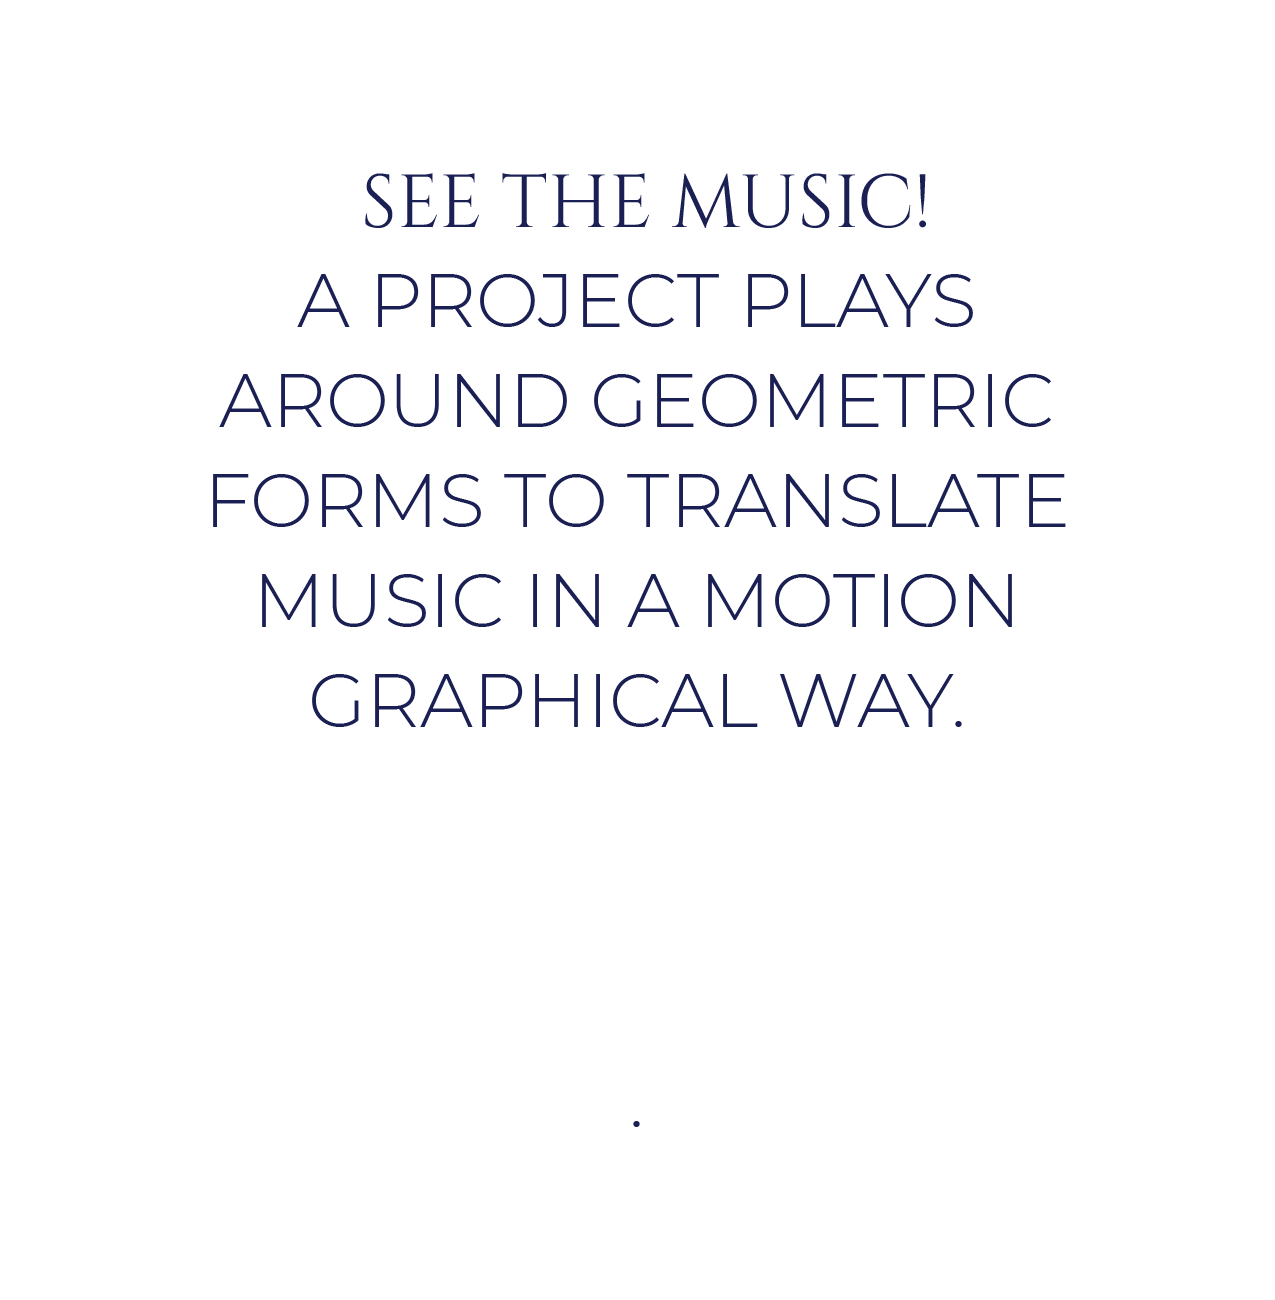 SEE THE MUSIC!
A PROJECT PLAYS
AROUND GEOMETRIC
FORMS TO TRANSLATE
MUSIC IN A MOTION
GRAPHICAL WAY.
.